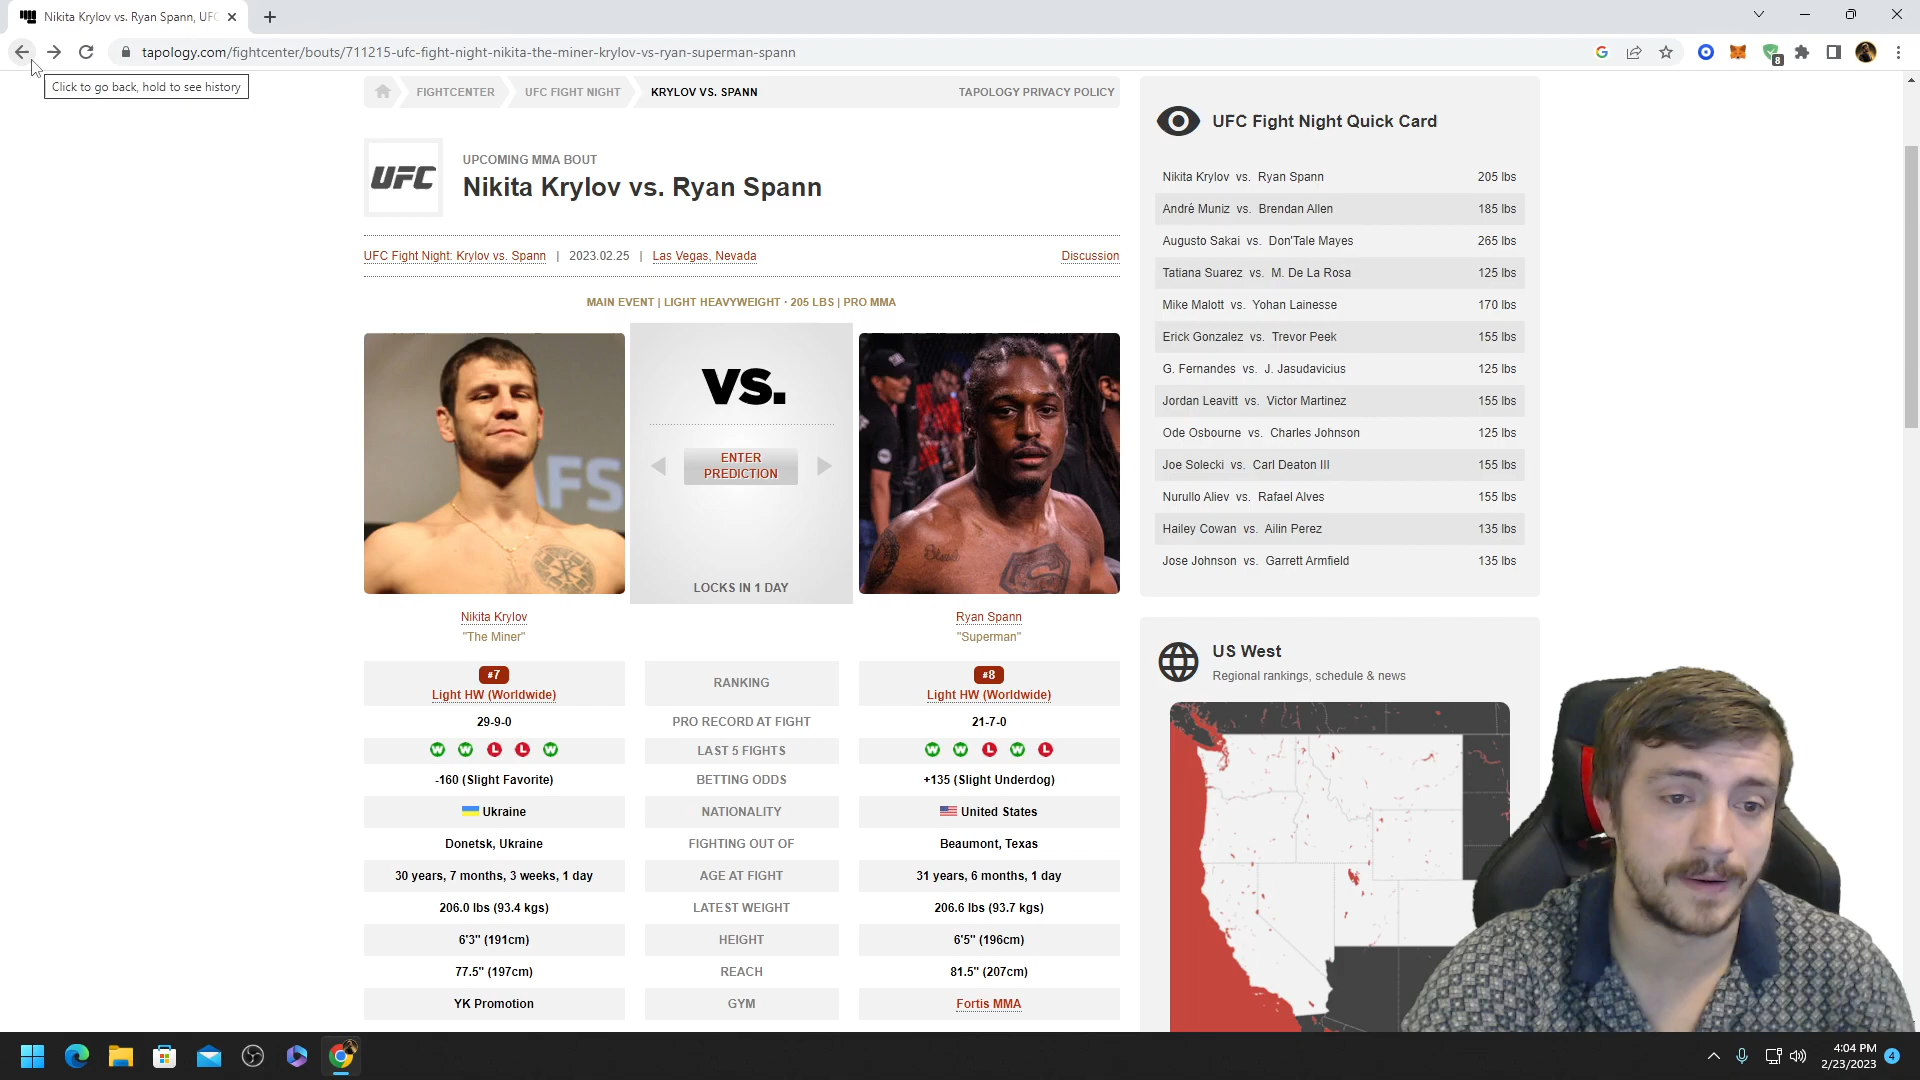 Nikita Krylov vs. Ryan Spann, UFC
tapology.com/fightcenter/bouts/711215-ufc-fight-night-nikita-the-miner-krylov-vs-ryan-superman-spann
8
Click to go back, hold to see history
FIGHTCENTER
UFC FIGHT NIGHT
KRYLOV VS. SPANN
TAPOLOGY PRIVACY POLICY
UFC
UPCOMING MMA BOUT
Nikita Krylov vs. Ryan Spann
UFC Fight Night: Krylov vs. Spann | 2023.02.25 | Las Vegas, Nevada
Discussion
MAIN EVENT | LIGHT HEAVYWEIGHT · 205 LBS | PRO MMA
AFS
VS.
ENTER
PREDICTION
LOCKS IN 1 DAY
Nikita Krylov
"The Miner"
Ryan Spann
"Superman"
#7
Light HW (Worldwide)
RANKING
#8
Light HW (Worldwide)
29-9-0 PRO RECORD AT FIGHT 21-7-0
W W L L W LAST 5 FIGHTS W W L W L
-160 (Slight Favorite) BETTING ODDS +135 (Slight Underdog)
Ukraine NATIONALITY United States
Donetsk, Ukraine FIGHTING OUT OF Beaumont, Texas
30 years, 7 months, 3 weeks, 1 day AGE AT FIGHT 31 years, 6 months, 1 day
206.0 lbs (93.4 kgs) LATEST WEIGHT 206.6 lbs (93.7 kgs)
6'3" (191cm) HEIGHT 6'5" (196cm)
77.5" (197cm) REACH 81.5" (207cm)
YK Promotion GYM Fortis MMA
UFC Fight Night Quick Card
Nikita Krylov vs. Ryan Spann 205 lbs
André Muniz vs. Brendan Allen 185 lbs
Augusto Sakai vs. Don'Tale Mayes 265 lbs
Tatiana Suarez vs. M. De La Rosa 125 lbs
Mike Malott vs. Yohan Lainesse 170 lbs
Erick Gonzalez vs. Trevor Peek 155 lbs
G. Fernandes vs. J. Jasudavicius 125 lbs
Jordan Leavitt vs. Victor Martinez 155 lbs
Ode Osbourne vs. Charles Johnson 125 lbs
Joe Solecki vs. Carl Deaton III 155 lbs
Nurullo Aliev vs. Rafael Alves 155 lbs
Hailey Cowan vs. Ailin Perez 135 lbs
Jose Johnson vs. Garrett Armfield 135 lbs
US West
Regional rankings, schedule & news
4:04 PM
2/23/2023
4